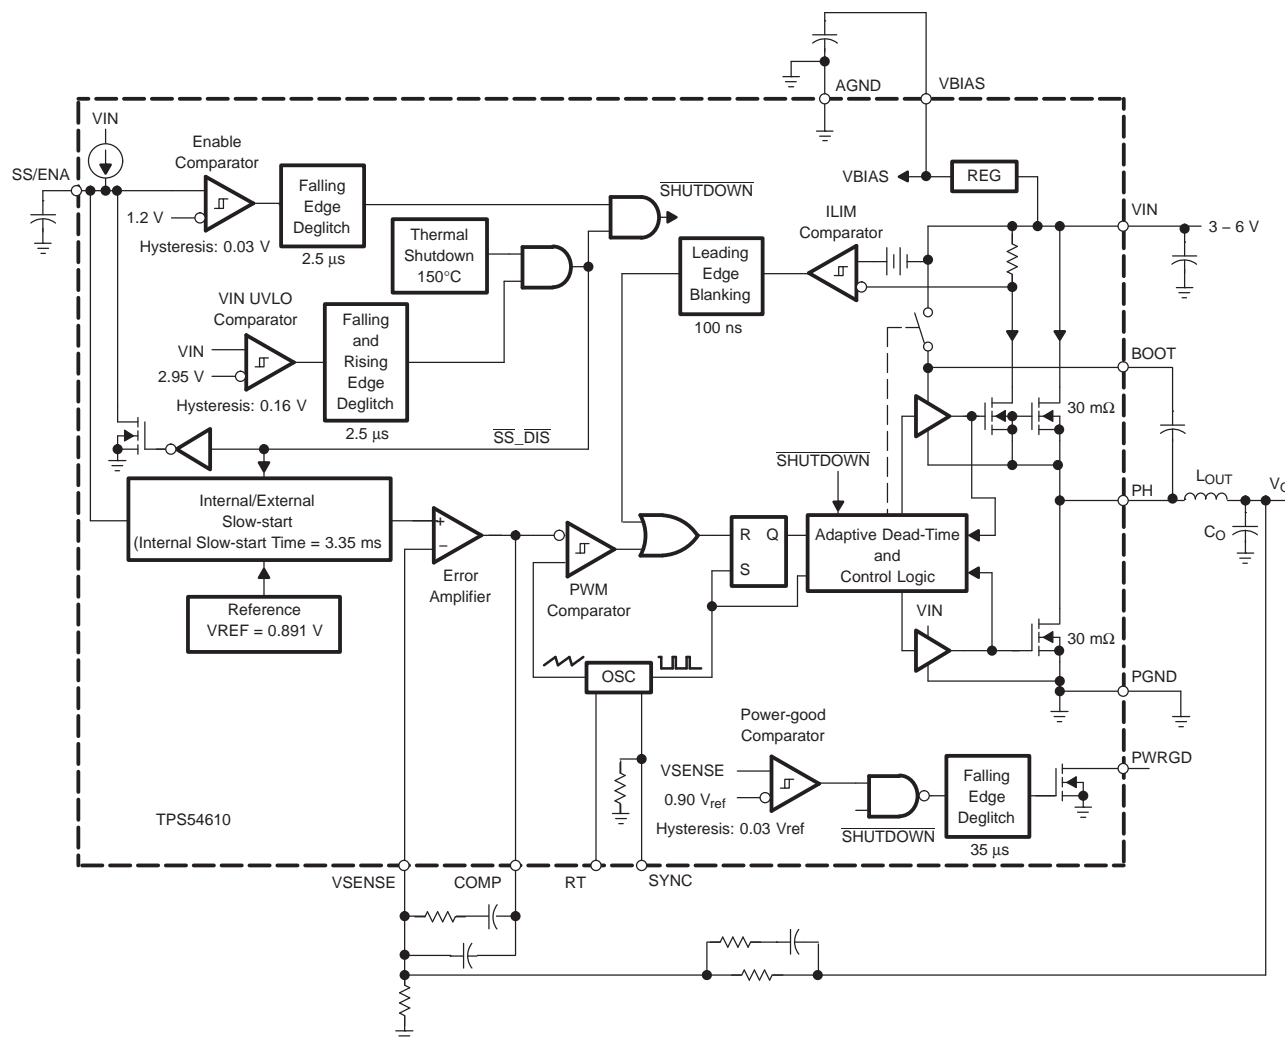 AGND
VBIAS
VIN
Enable
Comparator
SS/ENA
1.2 V
Hysteresis: 0.03 V
Falling
Edge
Deglitch
2.5 μs
SHUTDOWN
VBIAS
REG
VIN
3 – 6 V
Thermal
Shutdown
150°C
Leading
Edge
Blanking
100 ns
ILIM
Comparator
VIN UVLO
Comparator
VIN
2.95 V
Hysteresis: 0.16 V
Falling
and
Rising
Edge
Deglitch
2.5 μs
SS_DIS
BOOT
30 mΩ
SHUTDOWN
PH
LOUT
VO
CO
Internal/External
Slow-start
(Internal Slow-start Time = 3.35 ms
Reference
VREF = 0.891 V
+
−
Error
Amplifier
PWM
Comparator
R Q
S
Adaptive Dead-Time
and
Control Logic
VIN
30 mΩ
OSC
PGND
Power-good
Comparator
VSENSE
0.90 Vref
Hysteresis: 0.03 Vref
SHUTDOWN
Falling
Edge
Deglitch
35 μs
PWRGD
TPS54610
VSENSE
COMP
RT
SYNC